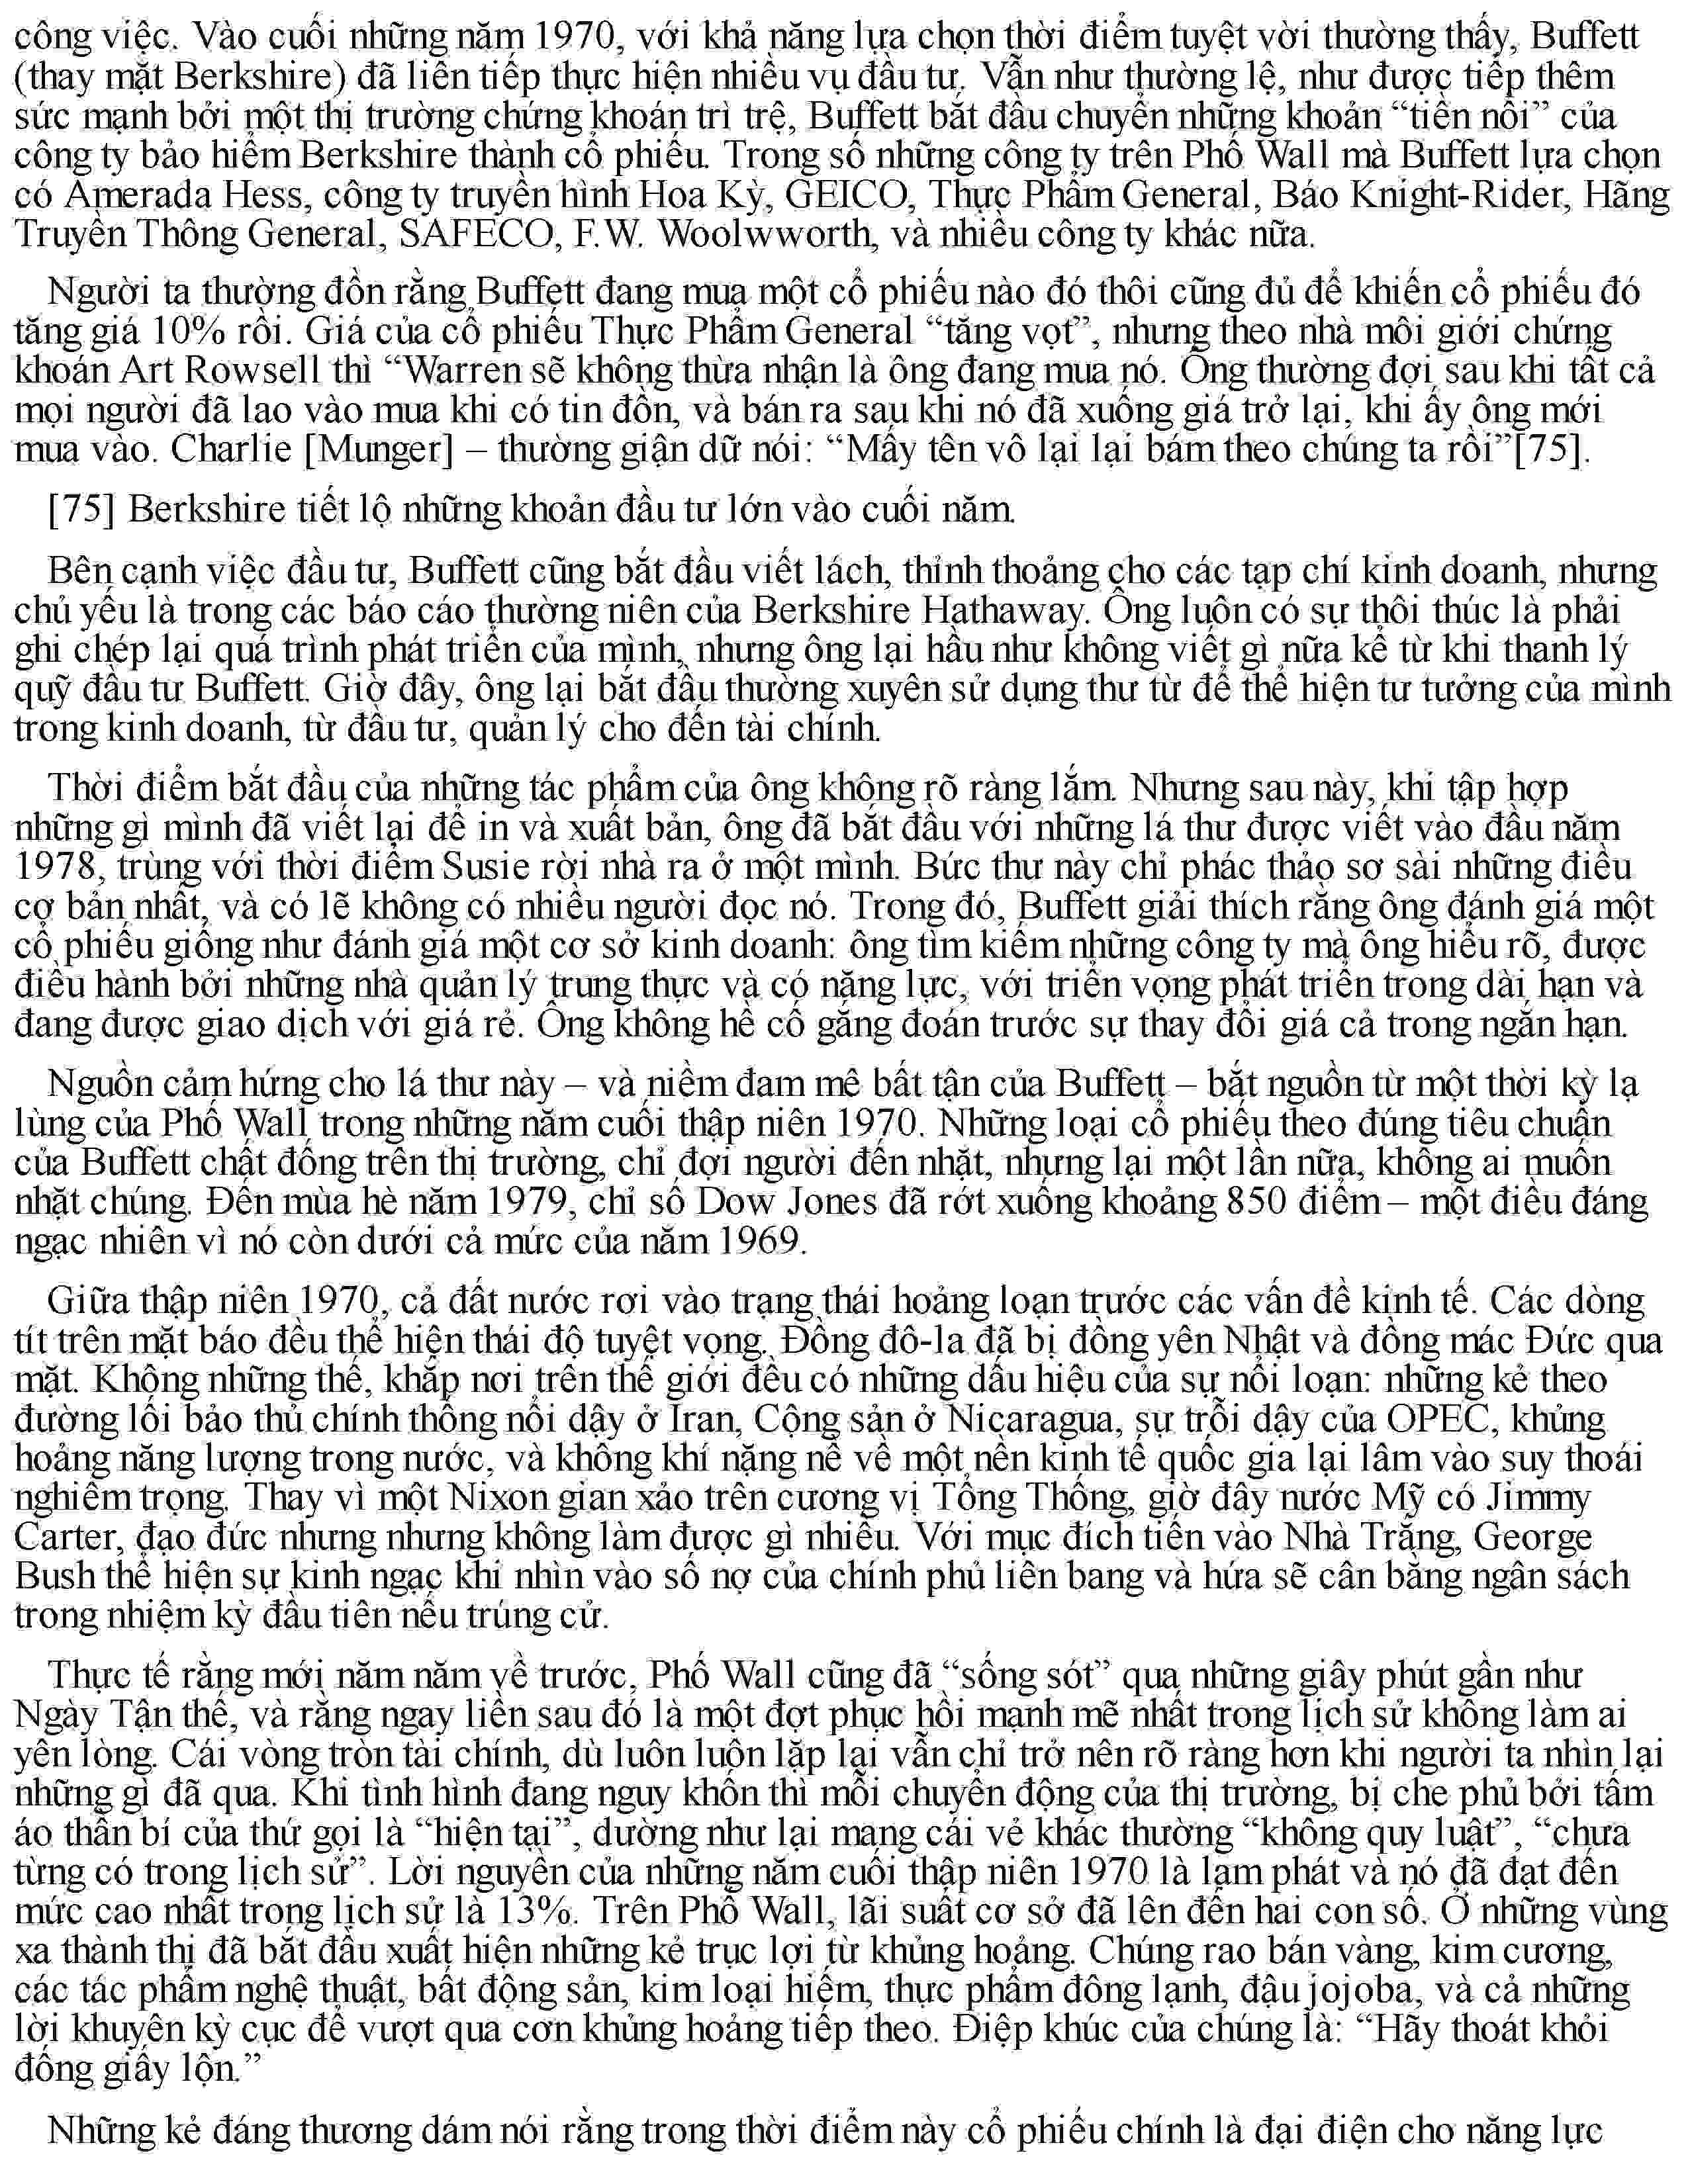 công việc. Vào cuối những năm 1970, với khả năng lựa chọn thời điểm tuyệt vời thường thấy, Buffett
(thay mặt Berkshire) đã liên tiếp thực hiện nhiều vụ đầu tư. Vẫn như thường lệ, như được tiếp thêm
sức mạnh bởi một thị trường chứng khoán trì trệ, Buffett bắt đầu chuyển những khoản “tiền nổi” của
công ty bảo hiểm Berkshire thành cổ phiếu. Trong số những công ty trên Phố Wall mà Buffett lựa chọn
có Amerada Hess, công ty truyền hình Hoa Kỳ, GEICO, Thực Phẩm General, Báo Knight-Rider, Hãng
Truyền Thông General, SAFECO, F.W. Woolwworth, và nhiều công ty khác nữa.
Người ta thường đồn rằng Buffett đang mua một cổ phiếu nào đó thôi cũng đủ để khiến cổ phiếu đó
tăng giá 10% rồi. Giá của cổ phiếu Thực Phẩm General “tăng vọt”, nhưng theo nhà môi giới chứng
khoán Art Rowsell thì “Warren sẽ không thừa nhận là ông đang mua nó. Ông thường đợi sau khi tất cả
mọi người đã lao vào mua khi có tin đồn, và bán ra sau khi nó đã xuống giá trở lại, khi ấy ông mới
mua vào. Charlie [Munger] – thường giận dữ nói: “Mấy tên vô lại lại bám theo chúng ta rồi”[75].
[75] Berkshire tiết lộ những khoản đầu tư lớn vào cuối năm.
Bên cạnh việc đầu tư, Buffett cũng bắt đầu viết lách, thỉnh thoảng cho các tạp chí kinh doanh, nhưng
chủ yếu là trong các báo cáo thường niên của Berkshire Hathaway. Ông luôn có sự thôi thúc là phải
ghi chép lại quá trình phát triển của mình, nhưng ông lại hầu như không viết gì nữa kể từ khi thanh lý
quỹ đầu tư Buffett. Giờ đây, ông lại bắt đầu thường xuyên sử dụng thư từ để thể hiện tư tưởng của mình
trong kinh doanh, từ đầu tư, quản lý cho đến tài chính.
Thời điểm bắt đầu của những tác phẩm của ông không rõ ràng lắm. Nhưng sau này, khi tập hợp
những gì mình đã viết lại để in và xuất bản, ông đã bắt đầu với những lá thư được viết vào đầu năm
1978, trùng với thời điểm Susie rời nhà ra ở một mình. Bức thư này chỉ phác thảo sơ sài những điều
cơ bản nhất, và có lẽ không có nhiều người đọc nó. Trong đó, Buffett giải thích rằng ông đánh giá một
cổ phiếu giống như đánh giá một cơ sở kinh doanh: ông tìm kiếm những công ty mà ông hiểu rõ, được
điều hành bởi những nhà quản lý trung thực và có năng lực, với triển vọng phát triển trong dài hạn và
đang được giao dịch với giá rẻ. Ông không hề cố gắng đoán trước sự thay đổi giá cả trong ngắn hạn.
Nguồn cảm hứng cho lá thư này – và niềm đam mê bất tận của Buffett – bắt nguồn từ một thời kỳ lạ
lùng của Phố Wall trong những năm cuối thập niên 1970. Những loại cổ phiếu theo đúng tiêu chuẩn
của Buffett chất đống trên thị trường, chỉ đợi người đến nhặt, nhưng lại một lần nữa, không ai muốn
nhặt chúng. Đến mùa hè năm 1979, chỉ số Dow Jones đã rớt xuống khoảng 850 điểm – một điều đáng
ngạc nhiên vì nó còn dưới cả mức của năm 1969.
Giữa thập niên 1970, cả đất nước rơi vào trạng thái hoảng loạn trước các vấn đề kinh tế. Các dòng
tít trên mặt báo đều thể hiện thái độ tuyệt vọng. Đồng đô-la đã bị đồng yên Nhật và đồng mác Đức qua
mặt. Không những thế, khắp nơi trên thế giới đều có những dấu hiệu của sự nổi loạn: những kẻ theo
đường lối bảo thủ chính thống nổi dậy ở Iran, Cộng sản ở Nicaragua, sự trỗi dậy của OPEC, khủng
hoảng năng lượng trong nước, và không khí nặng nề về một nền kinh tế quốc gia lại lâm vào suy thoái
nghiêm trọng. Thay vì một Nixon gian xảo trên cương vị Tổng Thống, giờ đây nước Mỹ có Jimmy
Carter, đạo đức nhưng nhưng không làm được gì nhiều. Với mục đích tiến vào Nhà Trắng, George
Bush thể hiện sự kinh ngạc khi nhìn vào số nợ của chính phủ liên bang và hứa sẽ cân bằng ngân sách
trong nhiệm kỳ đầu tiên nếu trúng cử.
Thực tế rằng mới năm năm về trước, Phố Wall cũng đã “sống sót” qua những giây phút gần như
Ngày Tận thế, và rằng ngay liền sau đó là một đợt phục hồi mạnh mẽ nhất trong lịch sử không làm ai
yên lòng. Cái vòng tròn tài chính, dù luôn luôn lặp lại vẫn chỉ trở nên rõ ràng hơn khi người ta nhìn lại
những gì đã qua. Khi tình hình đang nguy khốn thì mỗi chuyển động của thị trường, bị che phủ bởi tấm
áo thần bí của thứ gọi là “hiện tại”, dường như lại mang cái vẻ khác thường “không quy luật”, “chưa
từng có trong lịch sử”. Lời nguyền của những năm cuối thập niên 1970 là lạm phát và nó đã đạt đến
mức cao nhất trong lịch sử là 13%. Trên Phố Wall, lãi suất cơ sở đã lên đến hai con số. Ở những vùng
xa thành thị đã bắt đầu xuất hiện những kẻ trục lợi từ khủng hoảng. Chúng rao bán vàng, kim cương,
các tác phẩm nghệ thuật, bất động sản, kim loại hiếm, thực phẩm đông lạnh, đậu jojoba, và cả những
lời khuyên kỳ cục để vượt qua cơn khủng hoảng tiếp theo. Điệp khúc của chúng là: “Hãy thoát khỏi
đống giấy lộn.”
Những kẻ đáng thương dám nói rằng trong thời điểm này cổ phiếu chính là đại điện cho năng lực